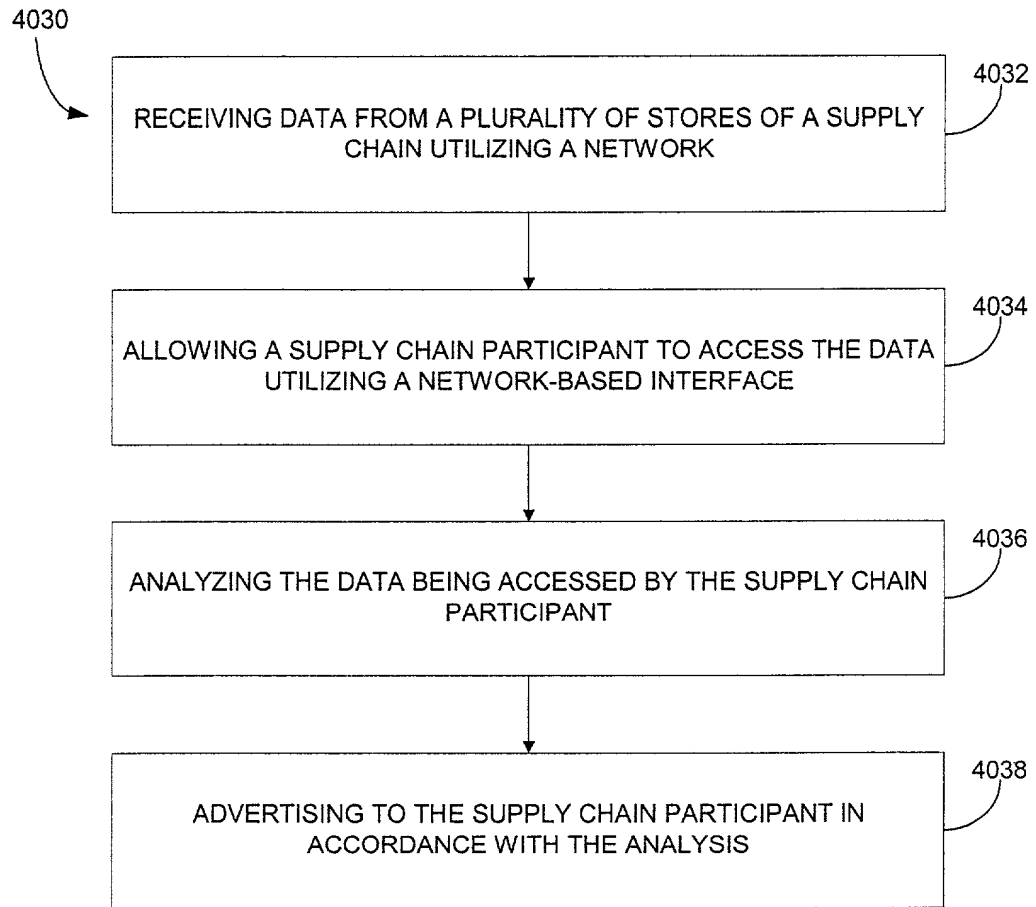 4030
4032
RECEIVING DATA FROM A PLURALITY OF STORES OF A SUPPLY
CHAIN UTILIZING A NETWORK
4034
ALLOWING A SUPPLY CHAIN PARTICIPANT TO ACCESS THE DATA
UTILIZING A NETWORK-BASED INTERFACE
4036
ANALYZING THE DATA BEING ACCESSED BY THE SUPPLY CHAIN
PARTICIPANT
4038
ADVERTISING TO THE SUPPLY CHAIN PARTICIPANT IN
ACCORDANCE WITH THE ANALYSIS